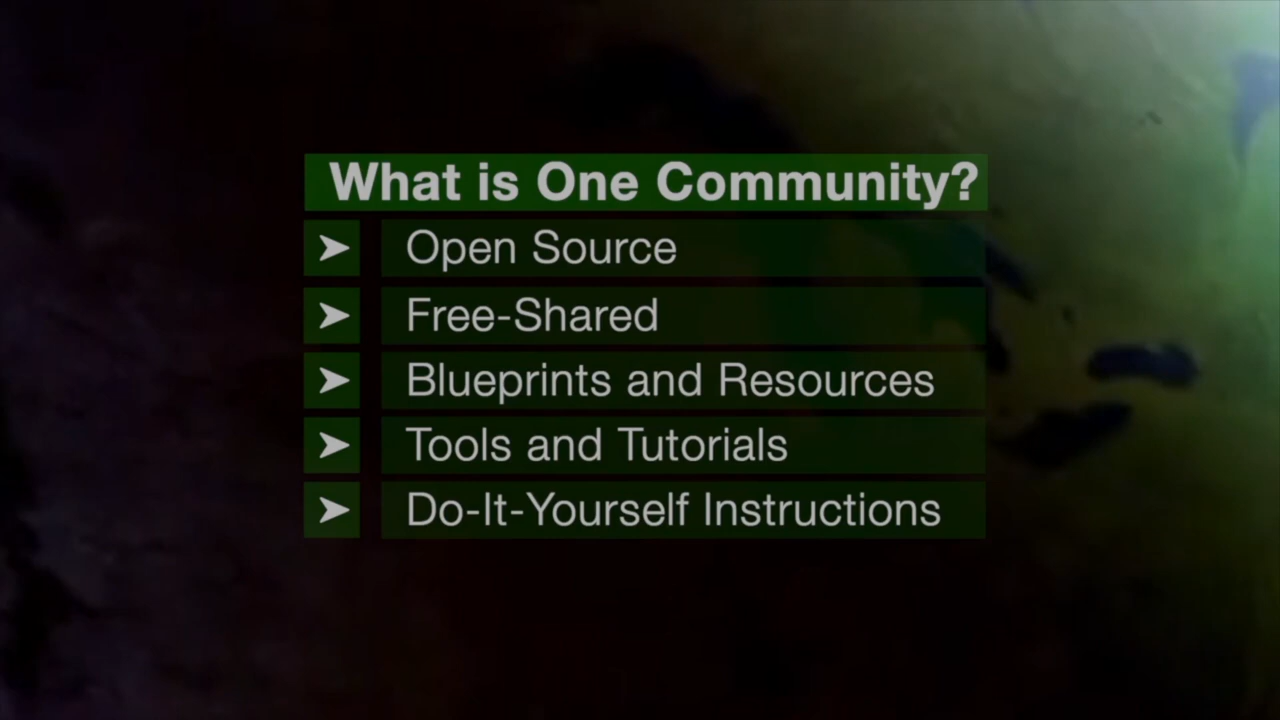 What is One Community?
➤ Open Source
➤ Free-Shared
➤ Blueprints and Resources
➤ Tools and Tutorials
➤ Do-It-Yourself Instructions